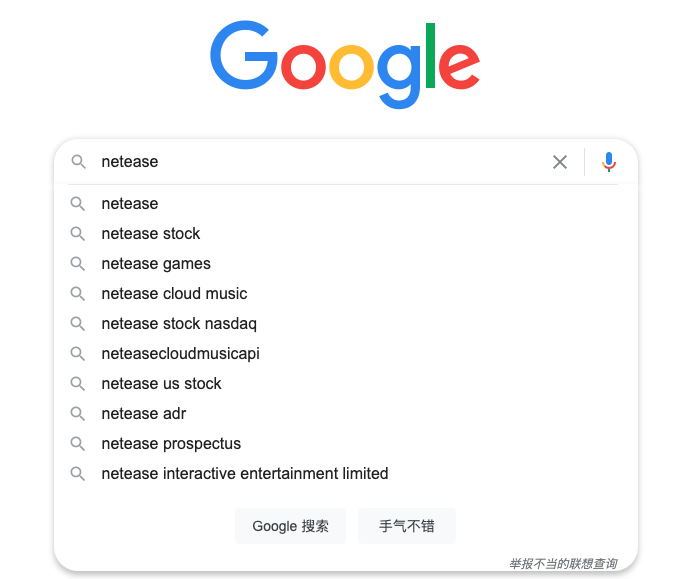 Google
netease
netease
netease stock
netease games
netease cloud music
netease stock nasdaq
neteasecloudmusicapi
netease us stock
netease adr
netease prospectus
netease interactive entertainment limited
Google 搜索 手气不错
举报不当的联想查询